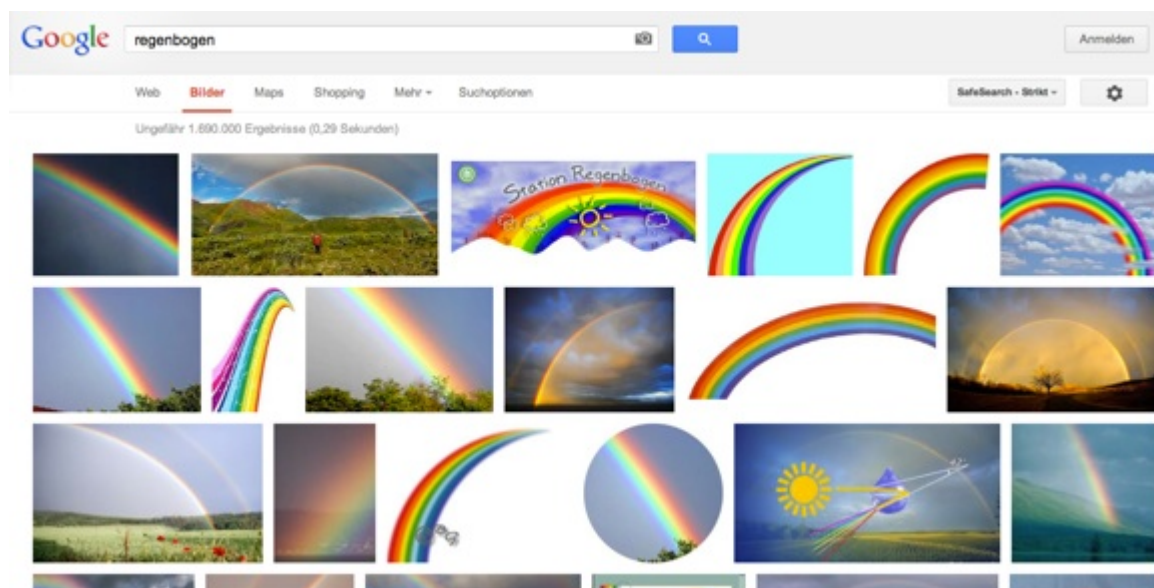 Google regenbogen Anmelden
Web Bilder Maps Shopping Mehr Suchoptionen SafeSearch - Strikt
Ungefähr 1.690.000 Ergebnisse (0,29 Sekunden)
Station Regenbogen